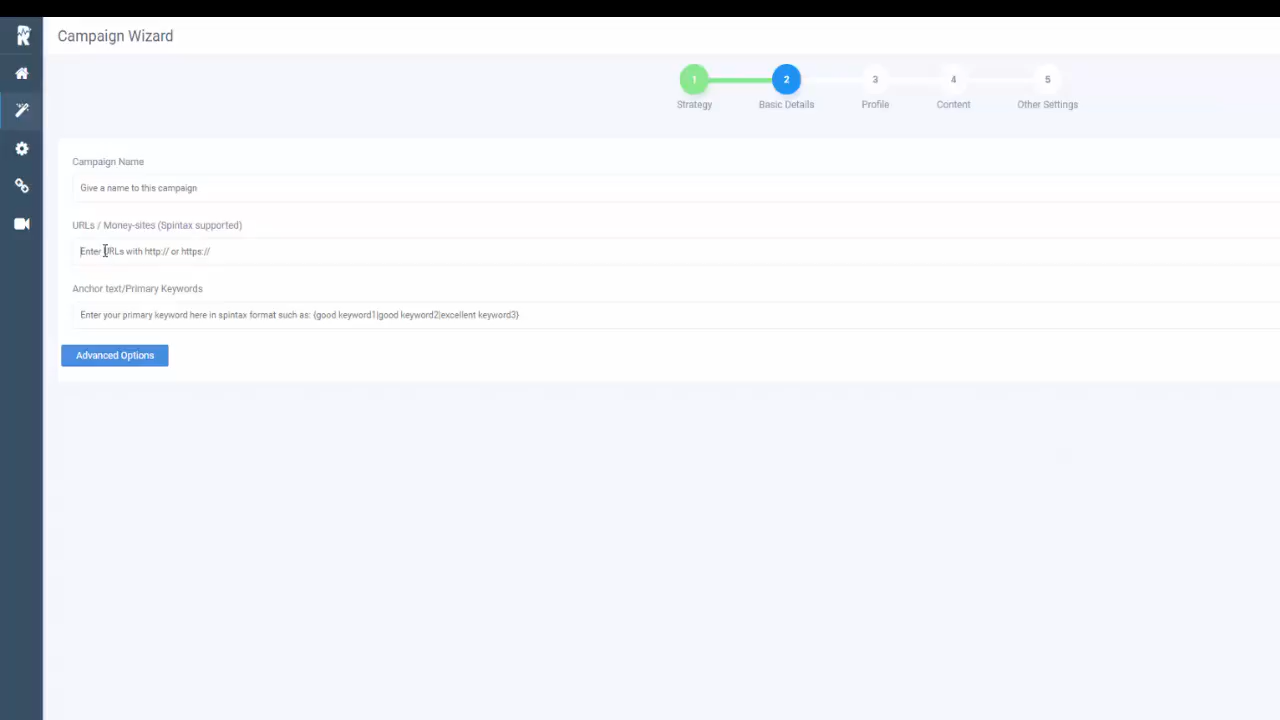 Campaign Wizard
1
2
3
4
5
Strategy
Basic Details
Profile
Content
Other Settings
Campaign Name
Give a name to this campaign
URLs / Money-sites (Spintax supported)
Enter URLs with http:// or https://
Anchor text/Primary Keywords
Enter your primary keyword here in spintax format such as: {good keyword1|good keyword2|excellent keyword3}
Advanced Options